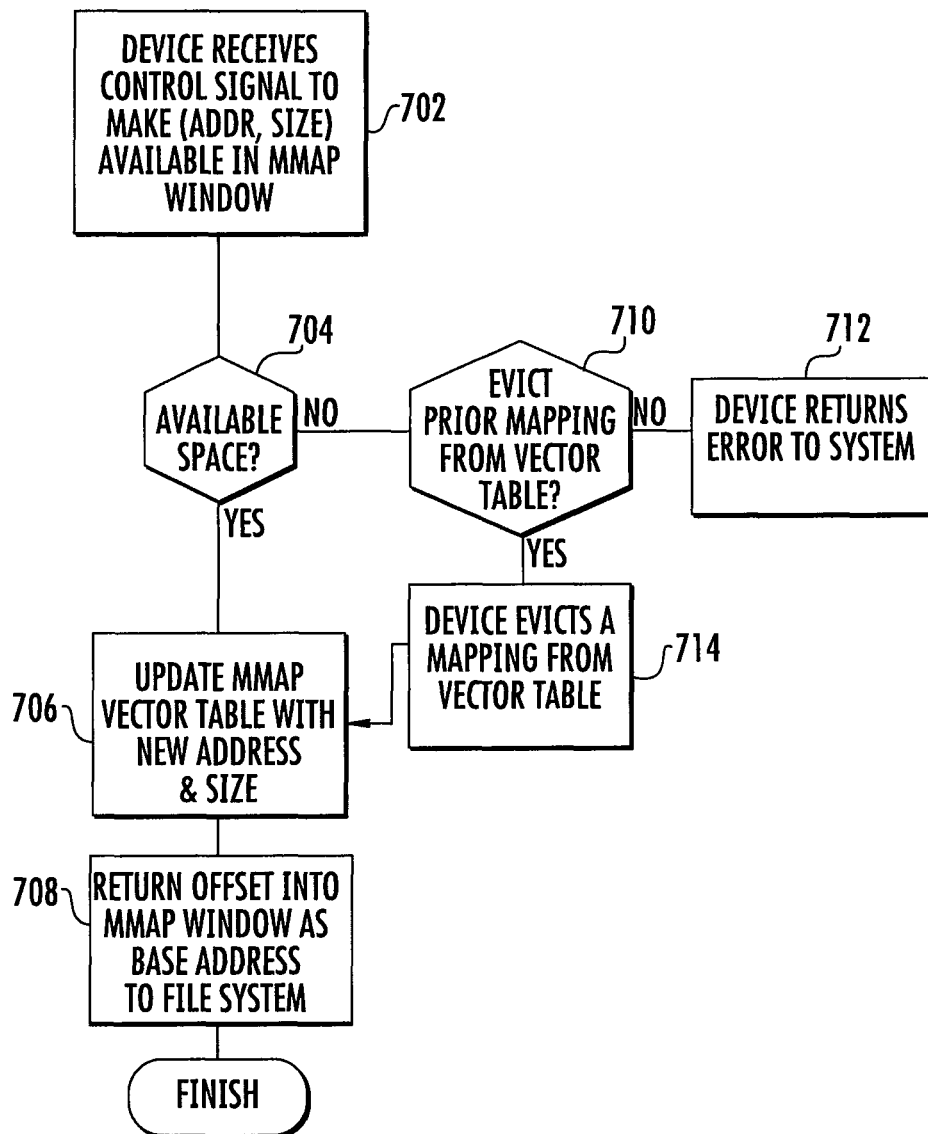 DEVICE RECEIVES
CONTROL SIGNAL TO
MAKE (ADDR, SIZE)
AVAILABLE IN MMAP
WINDOW
702
704
AVAILABLE
SPACE?
NO
YES
710
EVICT
PRIOR MAPPING
FROM VECTOR
TABLE?
NO
YES
712
DEVICE RETURNS
ERROR TO SYSTEM
DEVICE EVICTS A
MAPPING FROM
VECTOR TABLE
714
706
UPDATE MMAP
VECTOR TABLE WITH
NEW ADDRESS
& SIZE
708
RETURN OFFSET INTO
MMAP WINDOW AS
BASE ADDRESS
TO FILE SYSTEM
FINISH